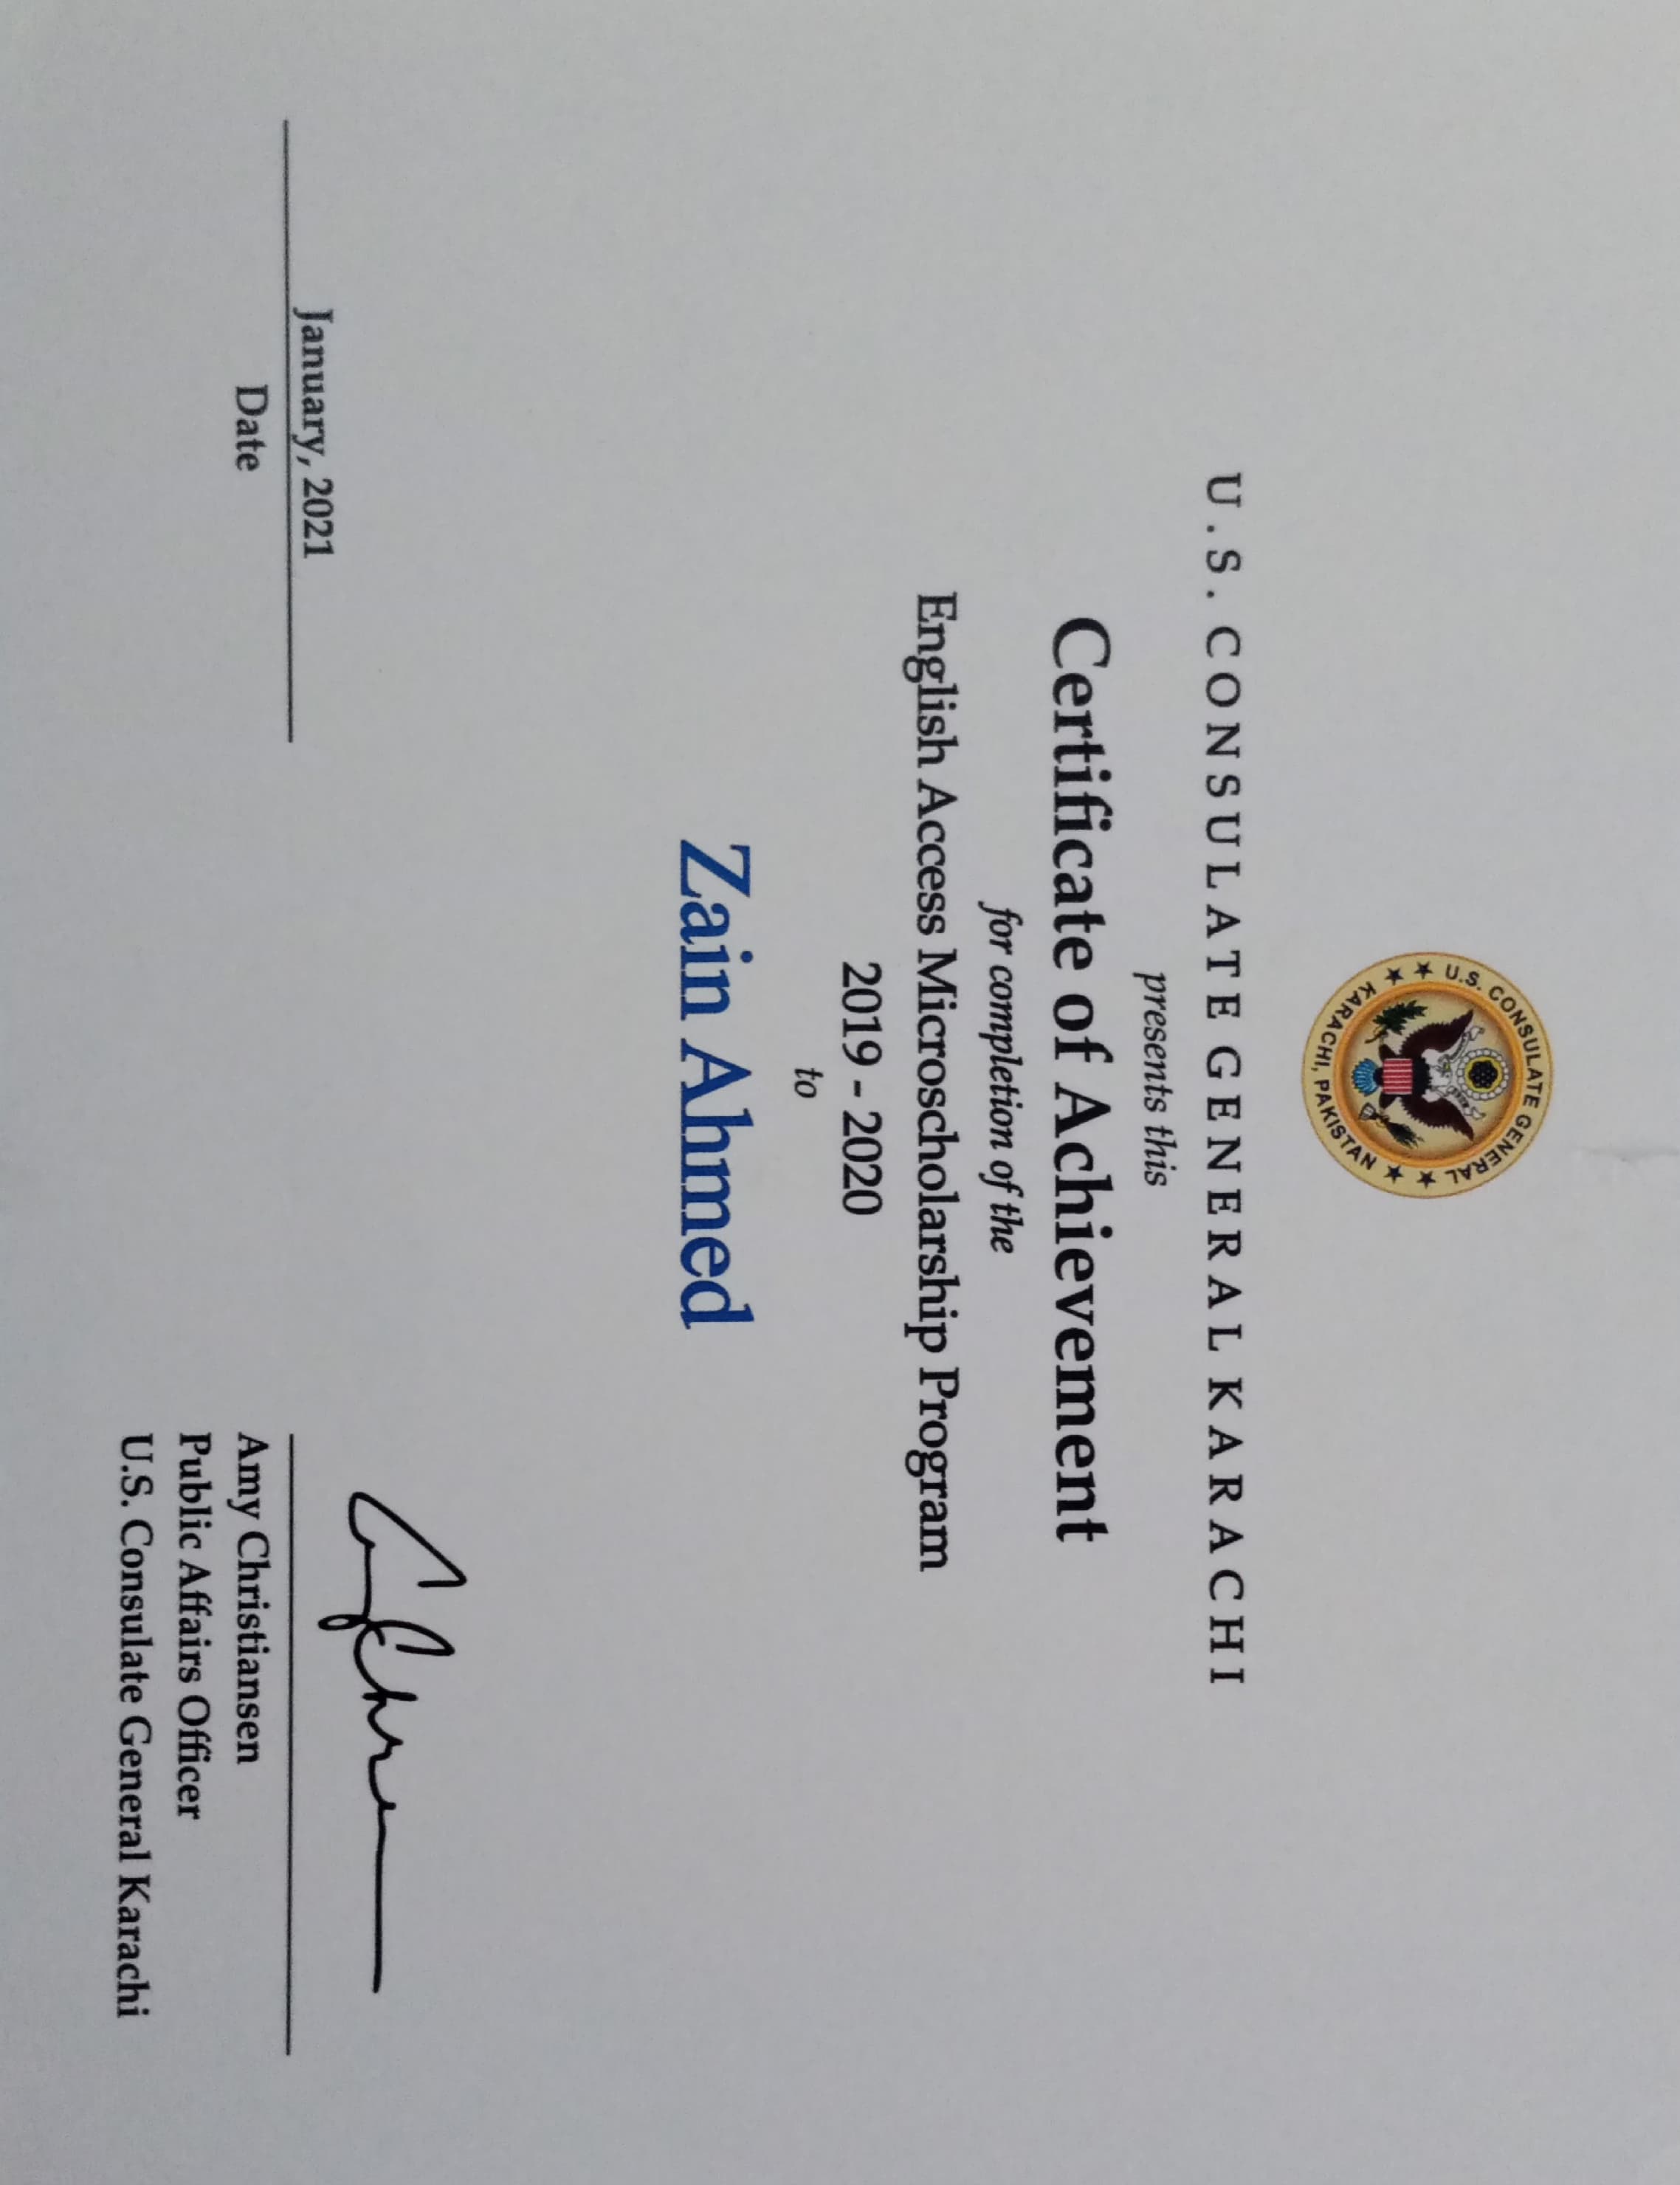 U.S. CONSULATE GENERAL
KARACHI, PAKISTAN
U.S. CONSULATE GENERAL KARACHI
presents this
Certificate of Achievement
for completion of the
English Access Microscholarship Program
2019 - 2020
to
Zain Ahmed
January, 2021
Date
Amy Christiansen
Public Affairs Officer
U.S. Consulate General Karachi